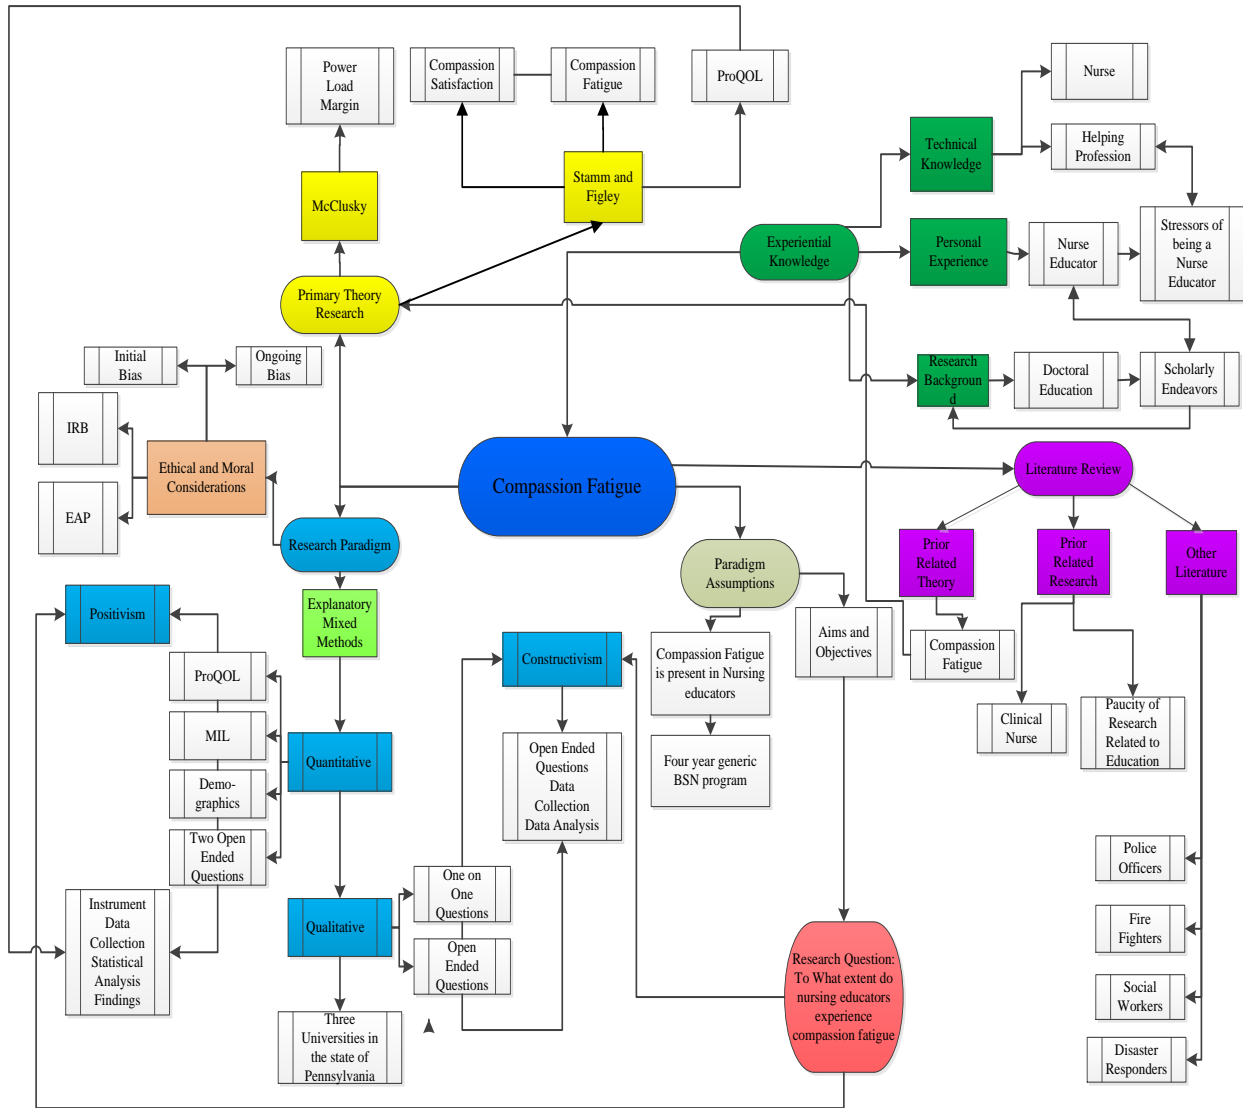 Power
Load
Margin
Compassion
Satisfaction
Compassion
Fatigue
ProQOL
Nurse
Technical
Knowledge
Helping
Profession
McClusky
Stamm and
Figley
Experiential
Knowledge
Personal
Experience
Nurse
Educator
Stressors of
being a
Nurse
Educator
Primary Theory
Research
Initial
Bias
Ongoing
Bias
Research
Backgroun
d
Doctoral
Education
Scholarly
Endeavors
IRB
Ethical and Moral
Considerations
EAP
Compassion Fatigue
Literature Review
Research Paradigm
Paradigm
Assumptions
Prior
Related
Theory
Prior
Related
Research
Other
Literature
Positivism
Explanatory
Mixed
Methods
Constructivism
Compassion Fatigue
is present in Nursing
educators
Aims and
Objectives
Compassion
Fatigue
ProQOL
MIL
Demo-
graphics
Two Open
Ended
Questions
Quantitative
Open Ended
Questions
Data
Collection
Data Analysis
Four year generic
BSN program
Clinical
Nurse
Paucity of
Research
Related to
Education
Instrument
Data
Collection
Statistical
Analysis
Findings
Qualitative
One on
One
Questions
Open
Ended
Questions
Three
Universities in
the state of
Pennsylvania
Research Question:
To What extent do
nursing educators
experience
compassion fatigue
Police
Officers
Fire
Fighters
Social
Workers
Disaster
Responders